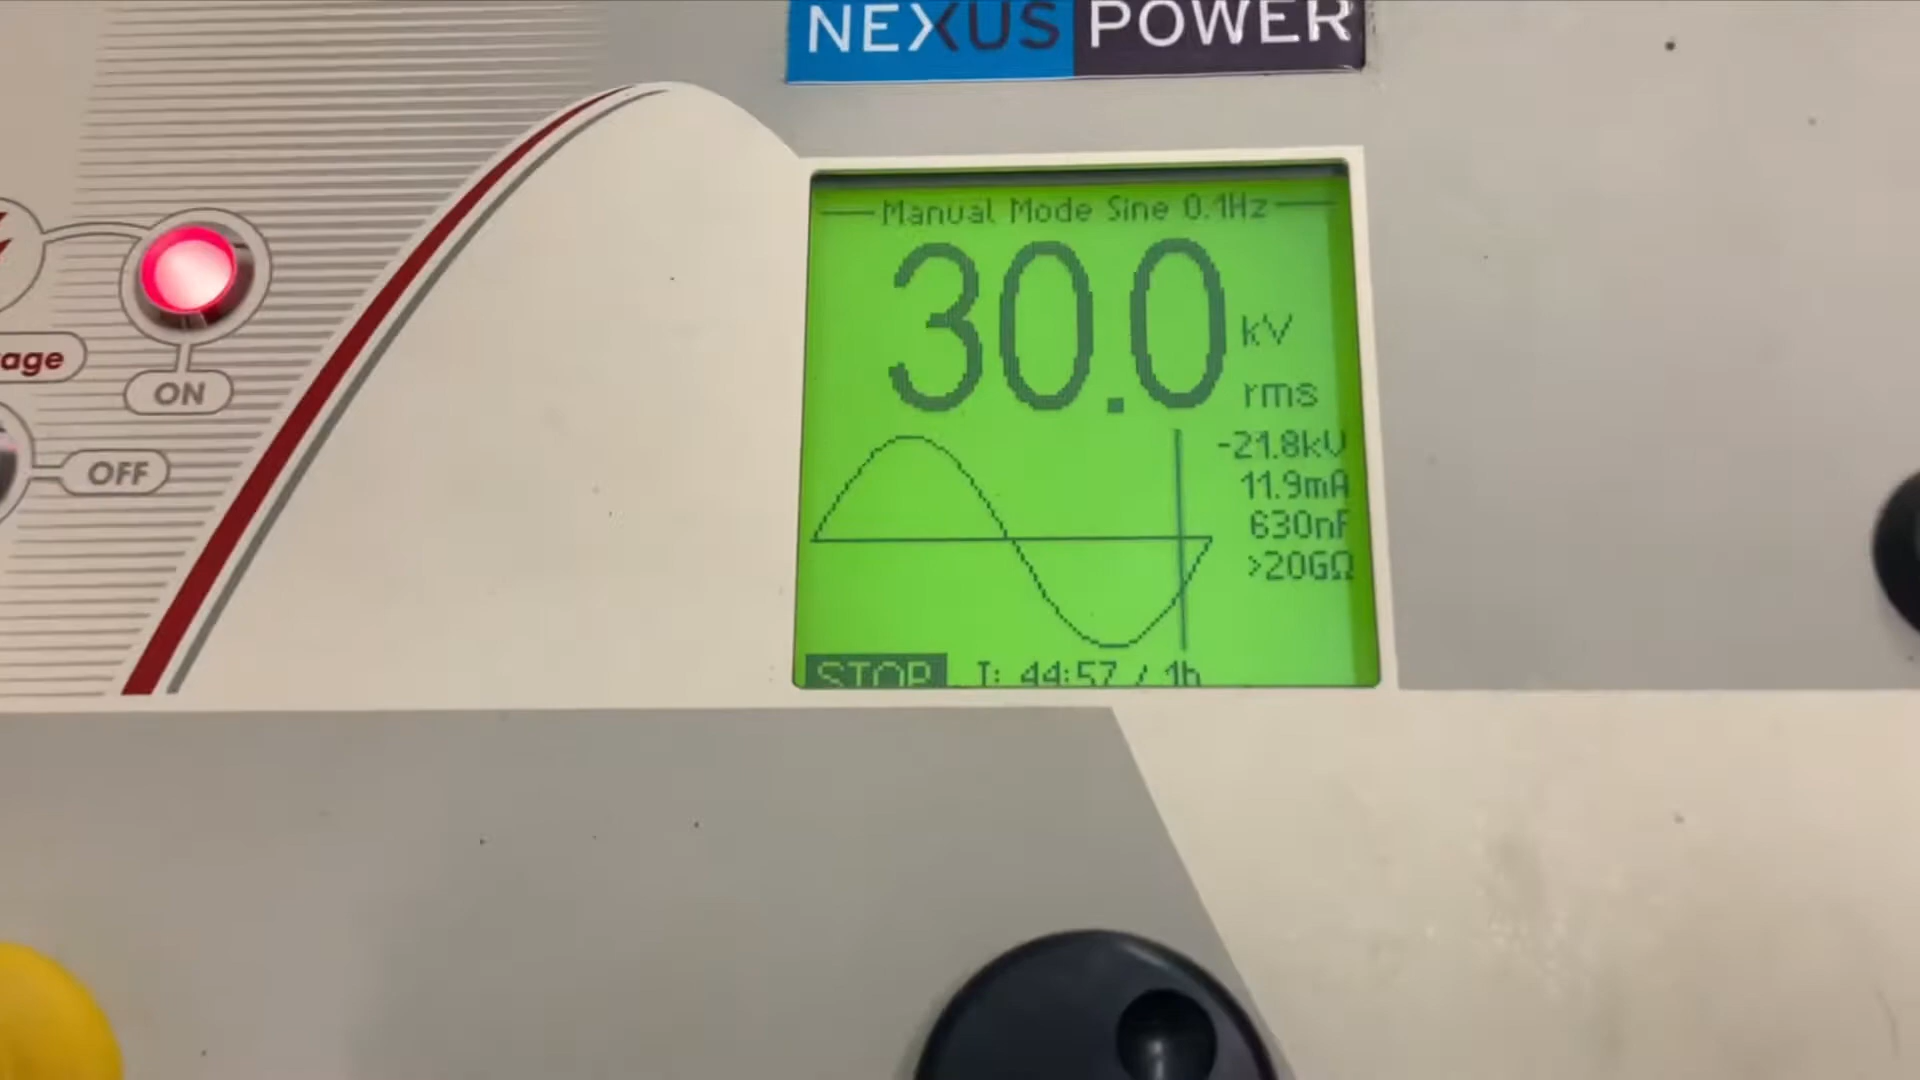 NEXUS POWER
Manual Mode Sine 0.1Hz
30.0 kV
rms
-21.8kV
11.9mA
630nF
>20GΩ
STOP T: 44:57 / 1h
age
ON
OFF